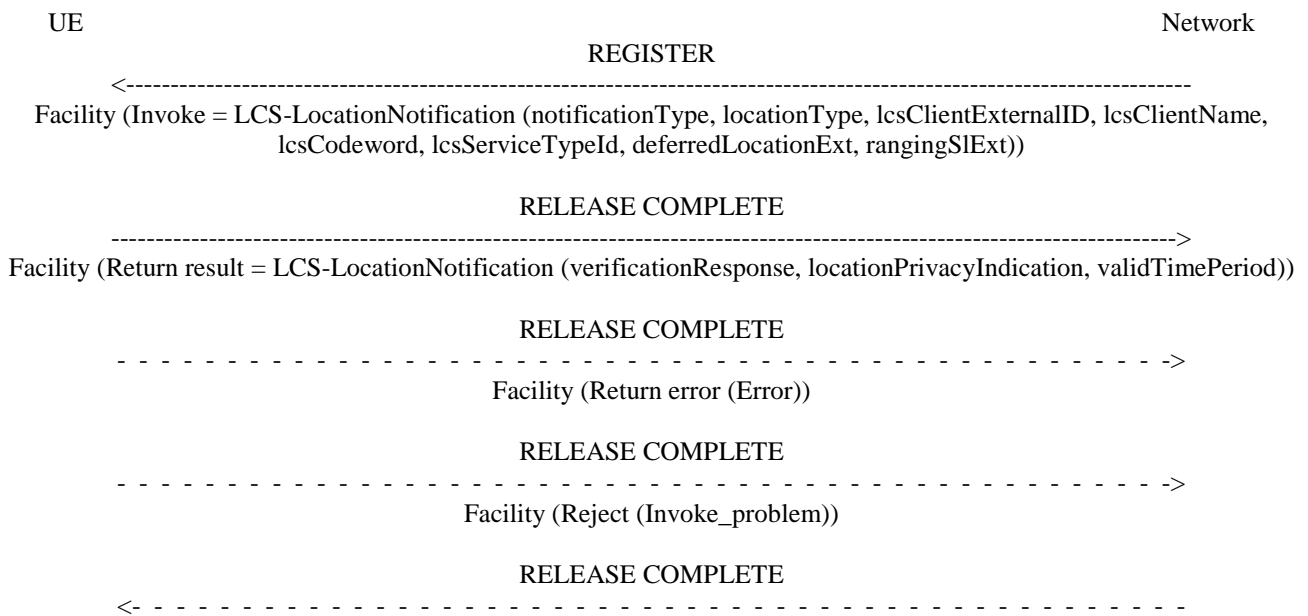 UE Network
REGISTER
<------------------------------------------------------------------------------------------------------------------------
Facility (Invoke = LCS-LocationNotification (notificationType, locationType, lcsClientExternalID, lcsClientName,
lcsCodeword, lcsServiceTypeId, deferredLocationExt, rangingSlExt))
RELEASE COMPLETE
------------------------------------------------------------------------------------------------------------------------>
Facility (Return result = LCS-LocationNotification (verificationResponse, locationPrivacyIndication, validTimePeriod))
RELEASE COMPLETE
- - - - - - - - - - - - - - - - - - - - - - - - - - - - - - - - - - - - - - - - - - - - - - - ->
Facility (Return error (Error))
RELEASE COMPLETE
- - - - - - - - - - - - - - - - - - - - - - - - - - - - - - - - - - - - - - - - - - - - - - - ->
Facility (Reject (Invoke_problem))
RELEASE COMPLETE
<- - - - - - - - - - - - - - - - - - - - - - - - - - - - - - - - - - - - - - - - - - - - - - - -